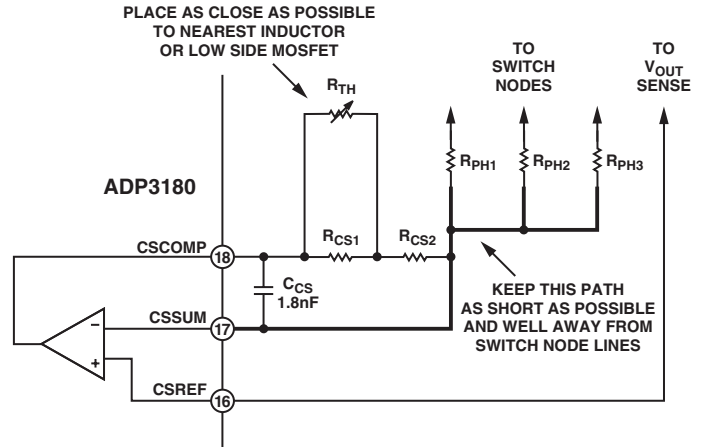 PLACE AS CLOSE AS POSSIBLE
TO NEAREST INDUCTOR
OR LOW SIDE MOSFET
TO
SWITCH
NODES
TO
VOUT
SENSE
RTH
RPH1
RPH2
RPH3
ADP3180
CSCOMP
18
RCS1
RCS2
CCS
1.8nF
KEEP THIS PATH
AS SHORT AS POSSIBLE
AND WELL AWAY FROM
SWITCH NODE LINES
CSSUM
17
–
+
CSREF
16